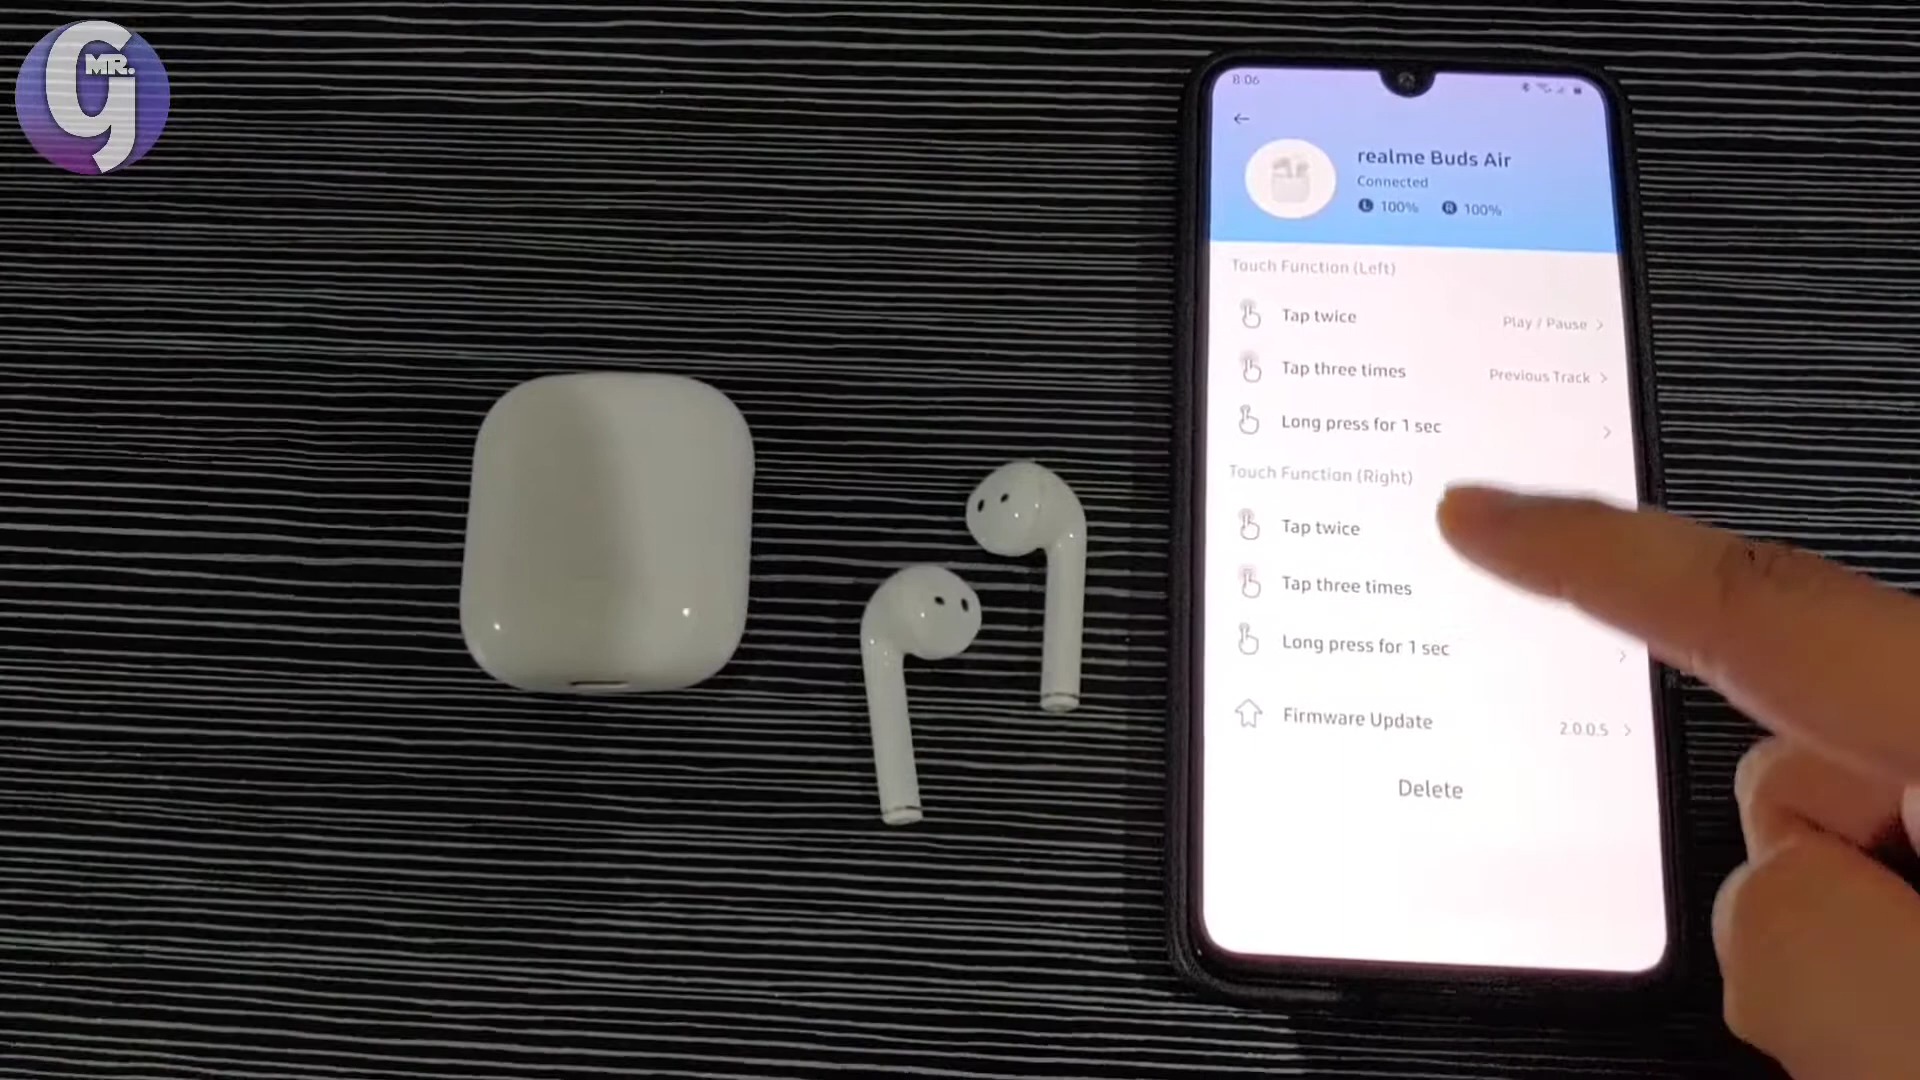 MR.
G
8:06
realme Buds Air
Connected
L 100% R 100%
Touch Function (Left)
Tap twice Play / Pause
Tap three times Previous Track
Long press for 1 sec
Touch Function (Right)
Tap twice
Tap three times
Long press for 1 sec
Firmware Update 2.0.0.5
Delete